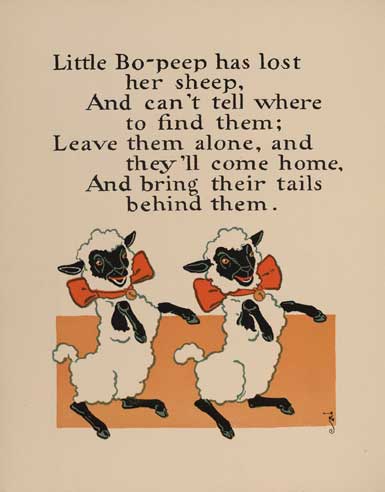 Little Bo-peep has lost
her sheep,
And can't tell where
to find them;
Leave them alone, and
they'll come home,
And bring their tails
behind them.